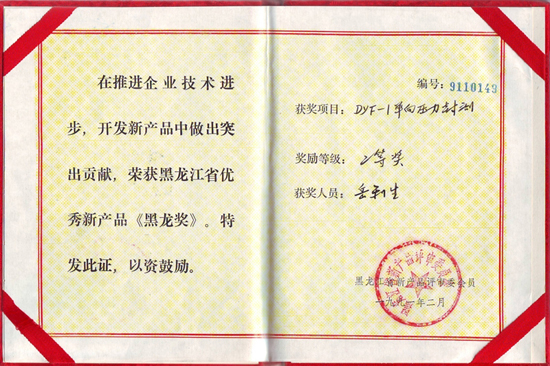 在推进企业技术进
步，开发新产品中做出突
出贡献，荣获黑龙江省优
秀新产品《黑龙奖》。特
发此证，以资鼓励。
编号：9110149
获奖项目：DYF-1单向压力封
奖励等级：2等奖
获奖人员：岳
黑龙江省新产品评审委员会
一九九一年二月